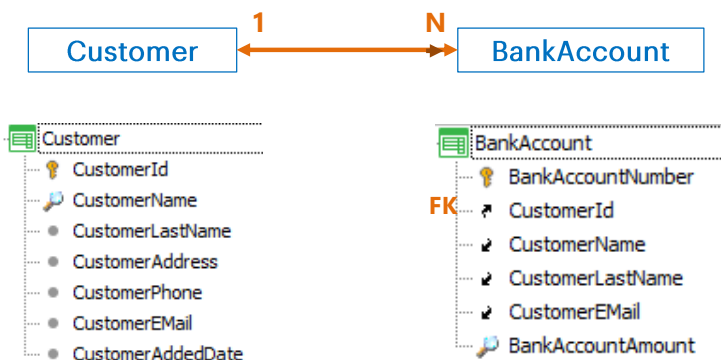 1 N
Customer BankAccount
Customer
CustomerId
CustomerName
CustomerLastName
CustomerAddress
CustomerPhone
CustomerEMail
CustomerAddedDate
BankAccount
BankAccountNumber
FK CustomerId
CustomerName
CustomerLastName
CustomerEMail
BankAccountAmount